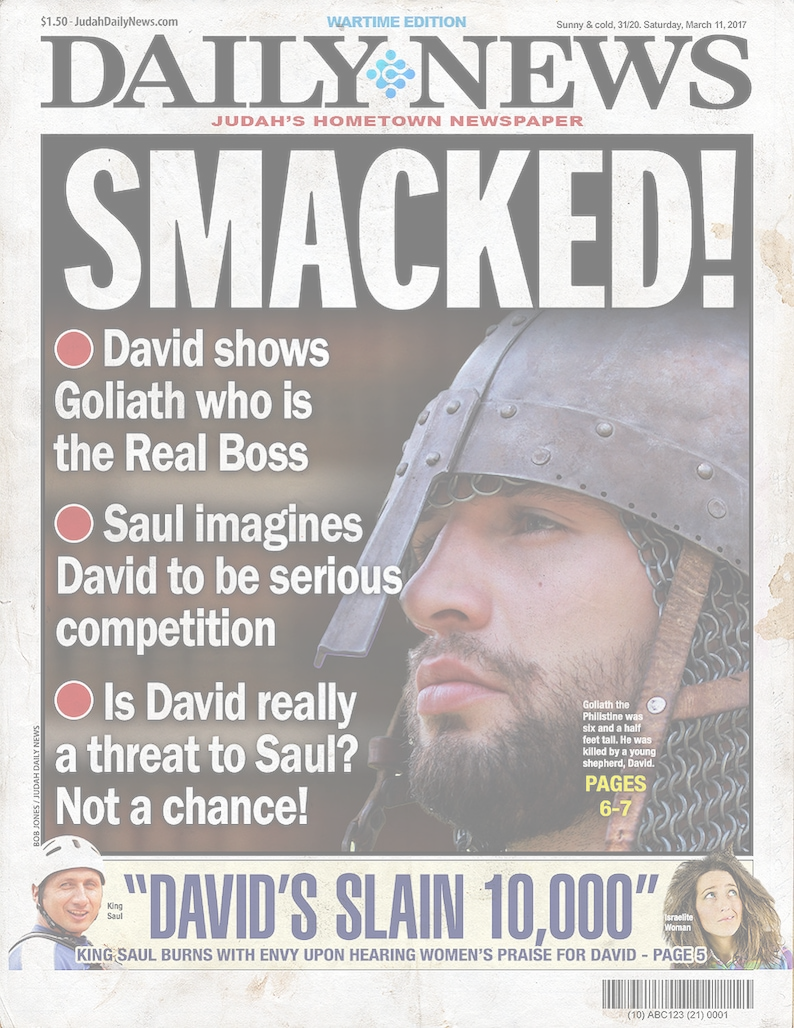 $1.50 - JudahDailyNews.com
WARTIME EDITION
Sunny & cold, 31/20. Saturday, March 11, 2017
DAILY NEWS
JUDAH'S HOMETOWN NEWSPAPER
SMACKED!
David shows
Goliath who is
the Real Boss
Saul imagines
David to be serious
competition
Is David really
a threat to Saul?
Not a chance!
Goliath the
Philistine was
six and a half
feet tall. He was
killed by a young
shepherd, David.
PAGES
6-7
BOB JONES / JUDAH DAILY NEWS
King
Saul
"DAVID'S SLAIN 10,000"
Israelite
Woman
KING SAUL BURNS WITH ENVY UPON HEARING WOMEN'S PRAISE FOR DAVID - PAGE 5
(10) ABC123 (21) 0001